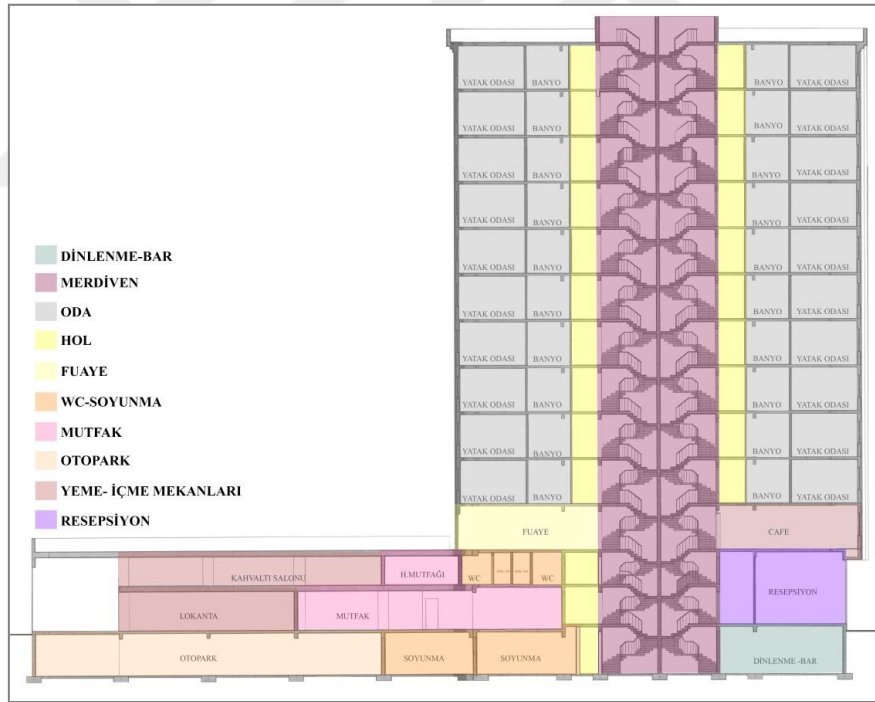 YATAK ODASI BANYO BANYO YATAK ODASI
YATAK ODASI BANYO BANYO YATAK ODASI
YATAK ODASI BANYO BANYO YATAK ODASI
YATAK ODASI BANYO BANYO YATAK ODASI
YATAK ODASI BANYO BANYO YATAK ODASI
YATAK ODASI BANYO BANYO YATAK ODASI
YATAK ODASI BANYO BANYO YATAK ODASI
YATAK ODASI BANYO BANYO YATAK ODASI
YATAK ODASI BANYO BANYO YATAK ODASI
YATAK ODASI BANYO BANYO YATAK ODASI
DİNLENME-BAR
MERDİVEN
ODA
HOL
FUAYE
WC-SOYUNMA
MUTFAK
OTOPARK
YEME- İÇME MEKANLARI
RESEPSİYON
FUAYE CAFE
KAHVALTI SALONU H.MUTFAĞI WC WC
RESEPSİYON
LOKANTA MUTFAK
OTOPARK SOYUNMA SOYUNMA DİNLENME -BAR